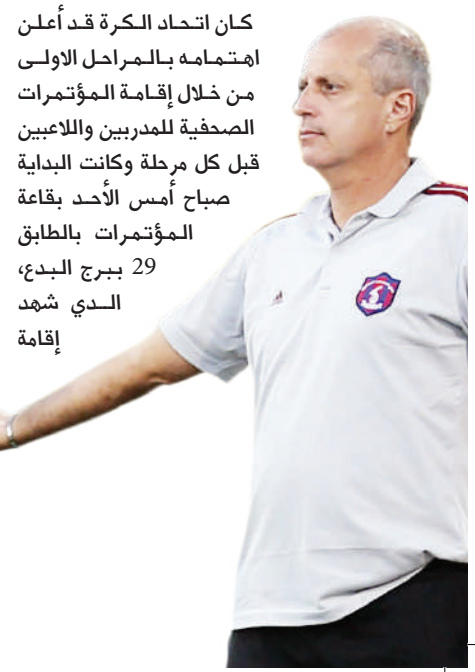 كان اتحاد الكرة قد أعلن
اهتمامه بالمراحل الاولى
من خلال إقامة المؤتمرات
الصحفية للمدربين واللاعبين
قبل كل مرحلة وكانت البداية
صباح أمس الأحد بقاعة
المؤتمرات بالطابق
29 ببرج البدع،
الدي شهد
إقامة